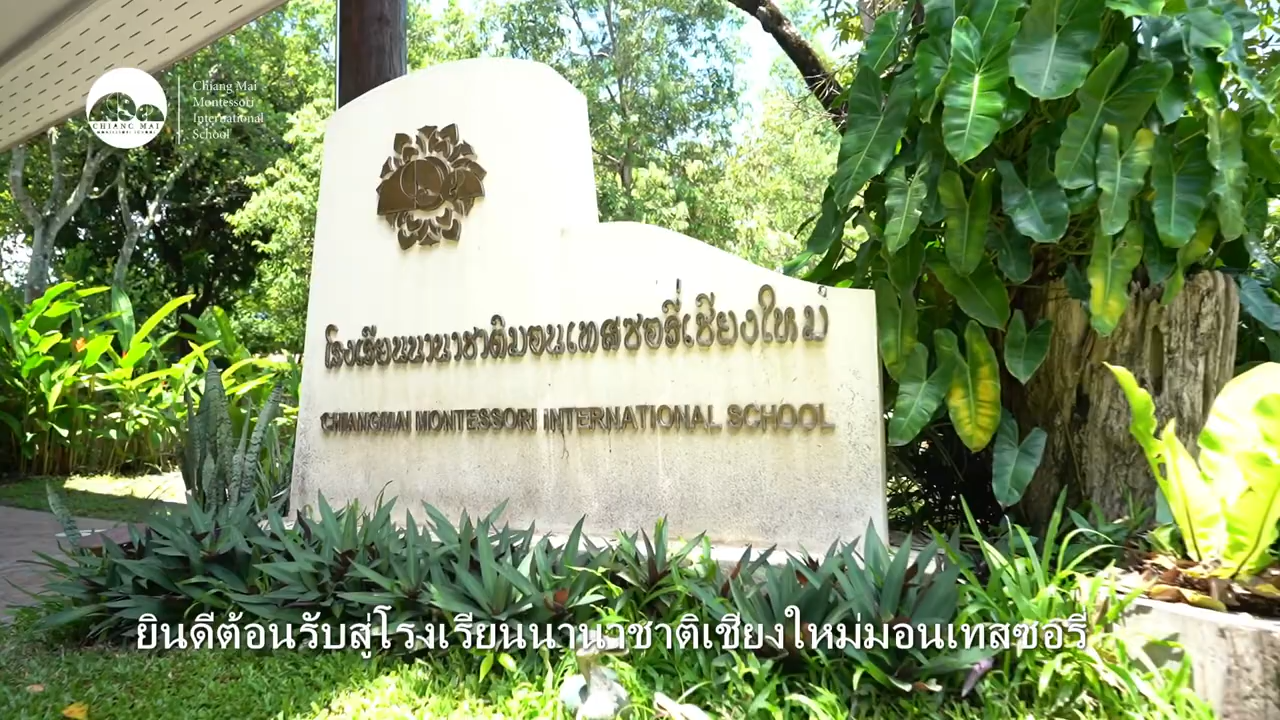 CHIANG MAI
MONTESSORI SCHOOL
Chiang Mai
Montessori
International
School
โรงเรียนนานาชาติมอนเทสซอรี่เชียงใหม่
CHIANGMAI MONTESSORI INTERNATIONAL SCHOOL
ยินดีต้อนรับสู่โรงเรียนนานาชาติเชียงใหม่มอนเทสซอรี